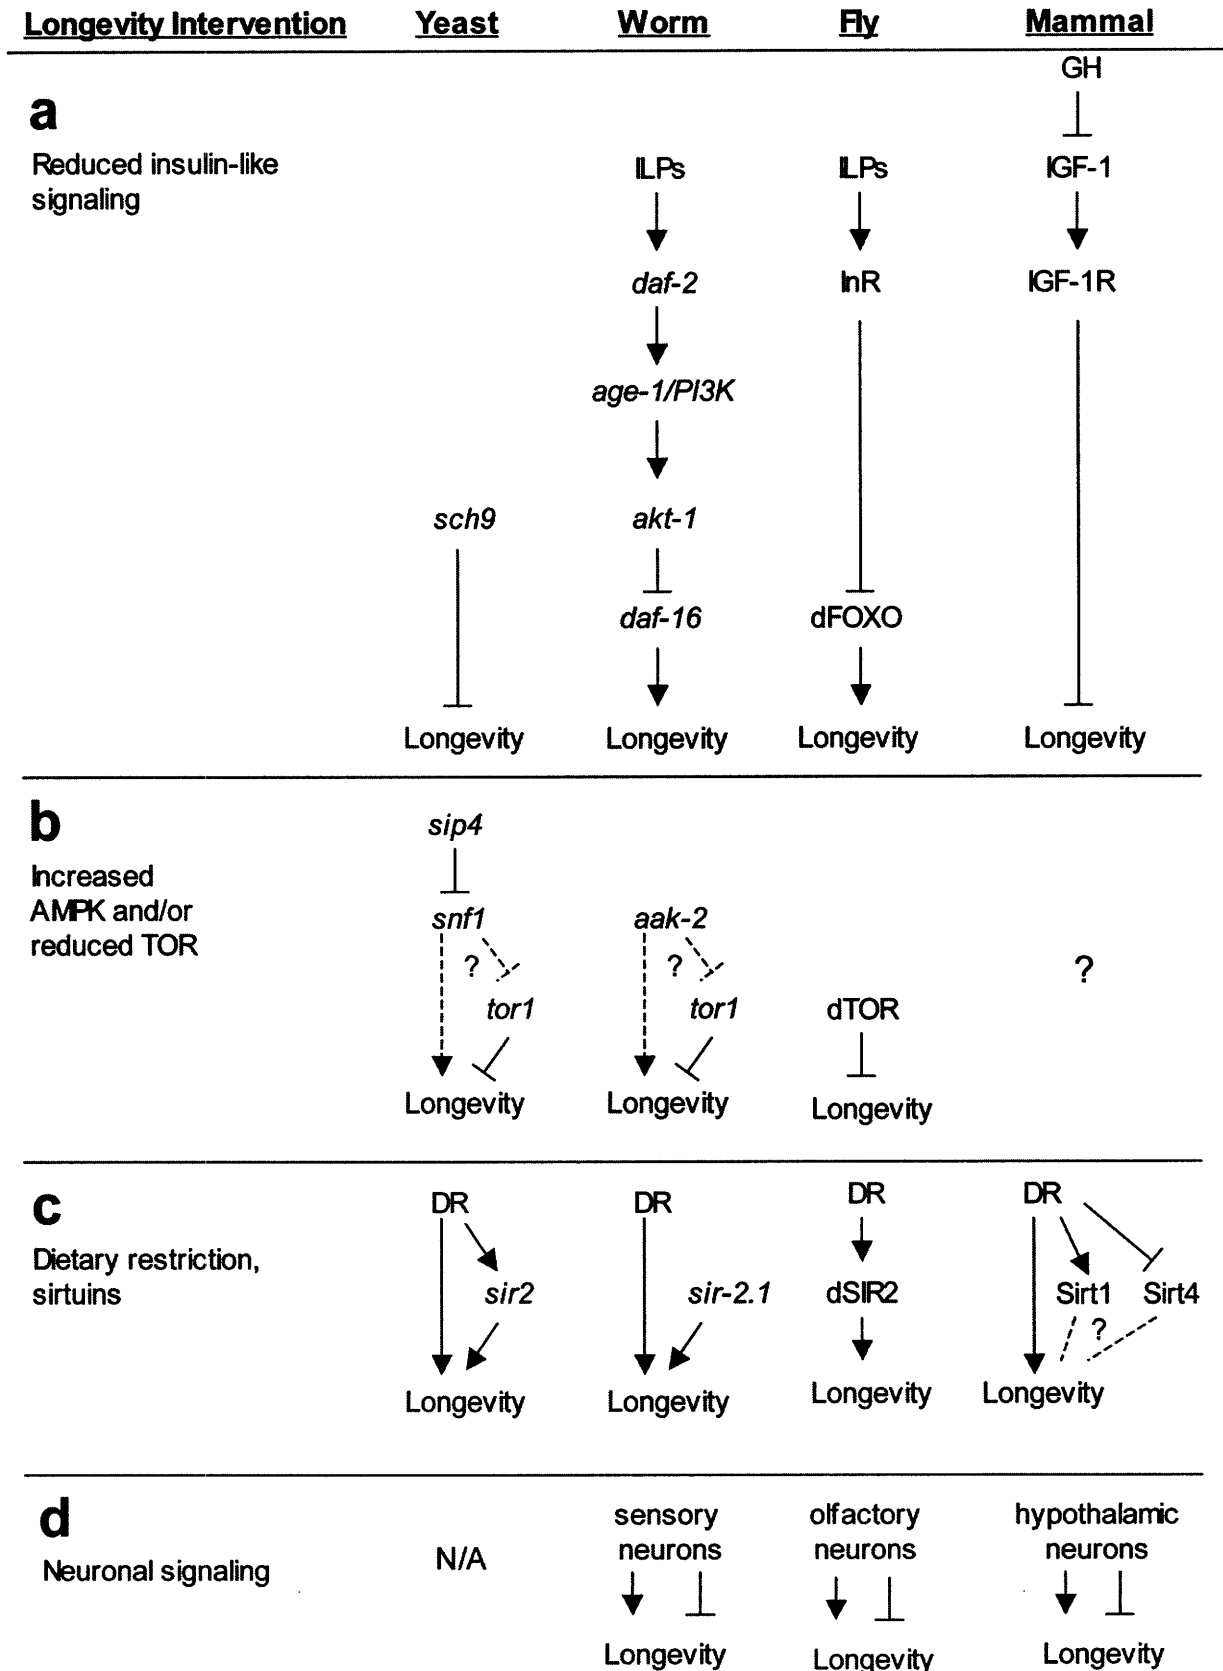 Longevity Intervention Yeast Worm Fly Mammal
GH
a
Reduced insulin-like
signaling
ILPs ILPs IGF-1
daf-2 InR IGF-1R
age-1/PI3K
sch9 akt-1
daf-16 dFOXO
Longevity Longevity Longevity Longevity
b
Increased
AMPK and/or
reduced TOR
sip4
snf1 aak-2
? ? ?
tor1 tor1 dTOR
Longevity Longevity Longevity
c
Dietary restriction,
sirtuins
DR DR DR DR
sir2 sir-2.1 dSIR2 Sirt1 Sirt4
?
Longevity Longevity Longevity Longevity
d
Neuronal signaling
N/A
sensory
neurons
olfactory
neurons
hypothalamic
neurons
Longevity Longevity Longevity